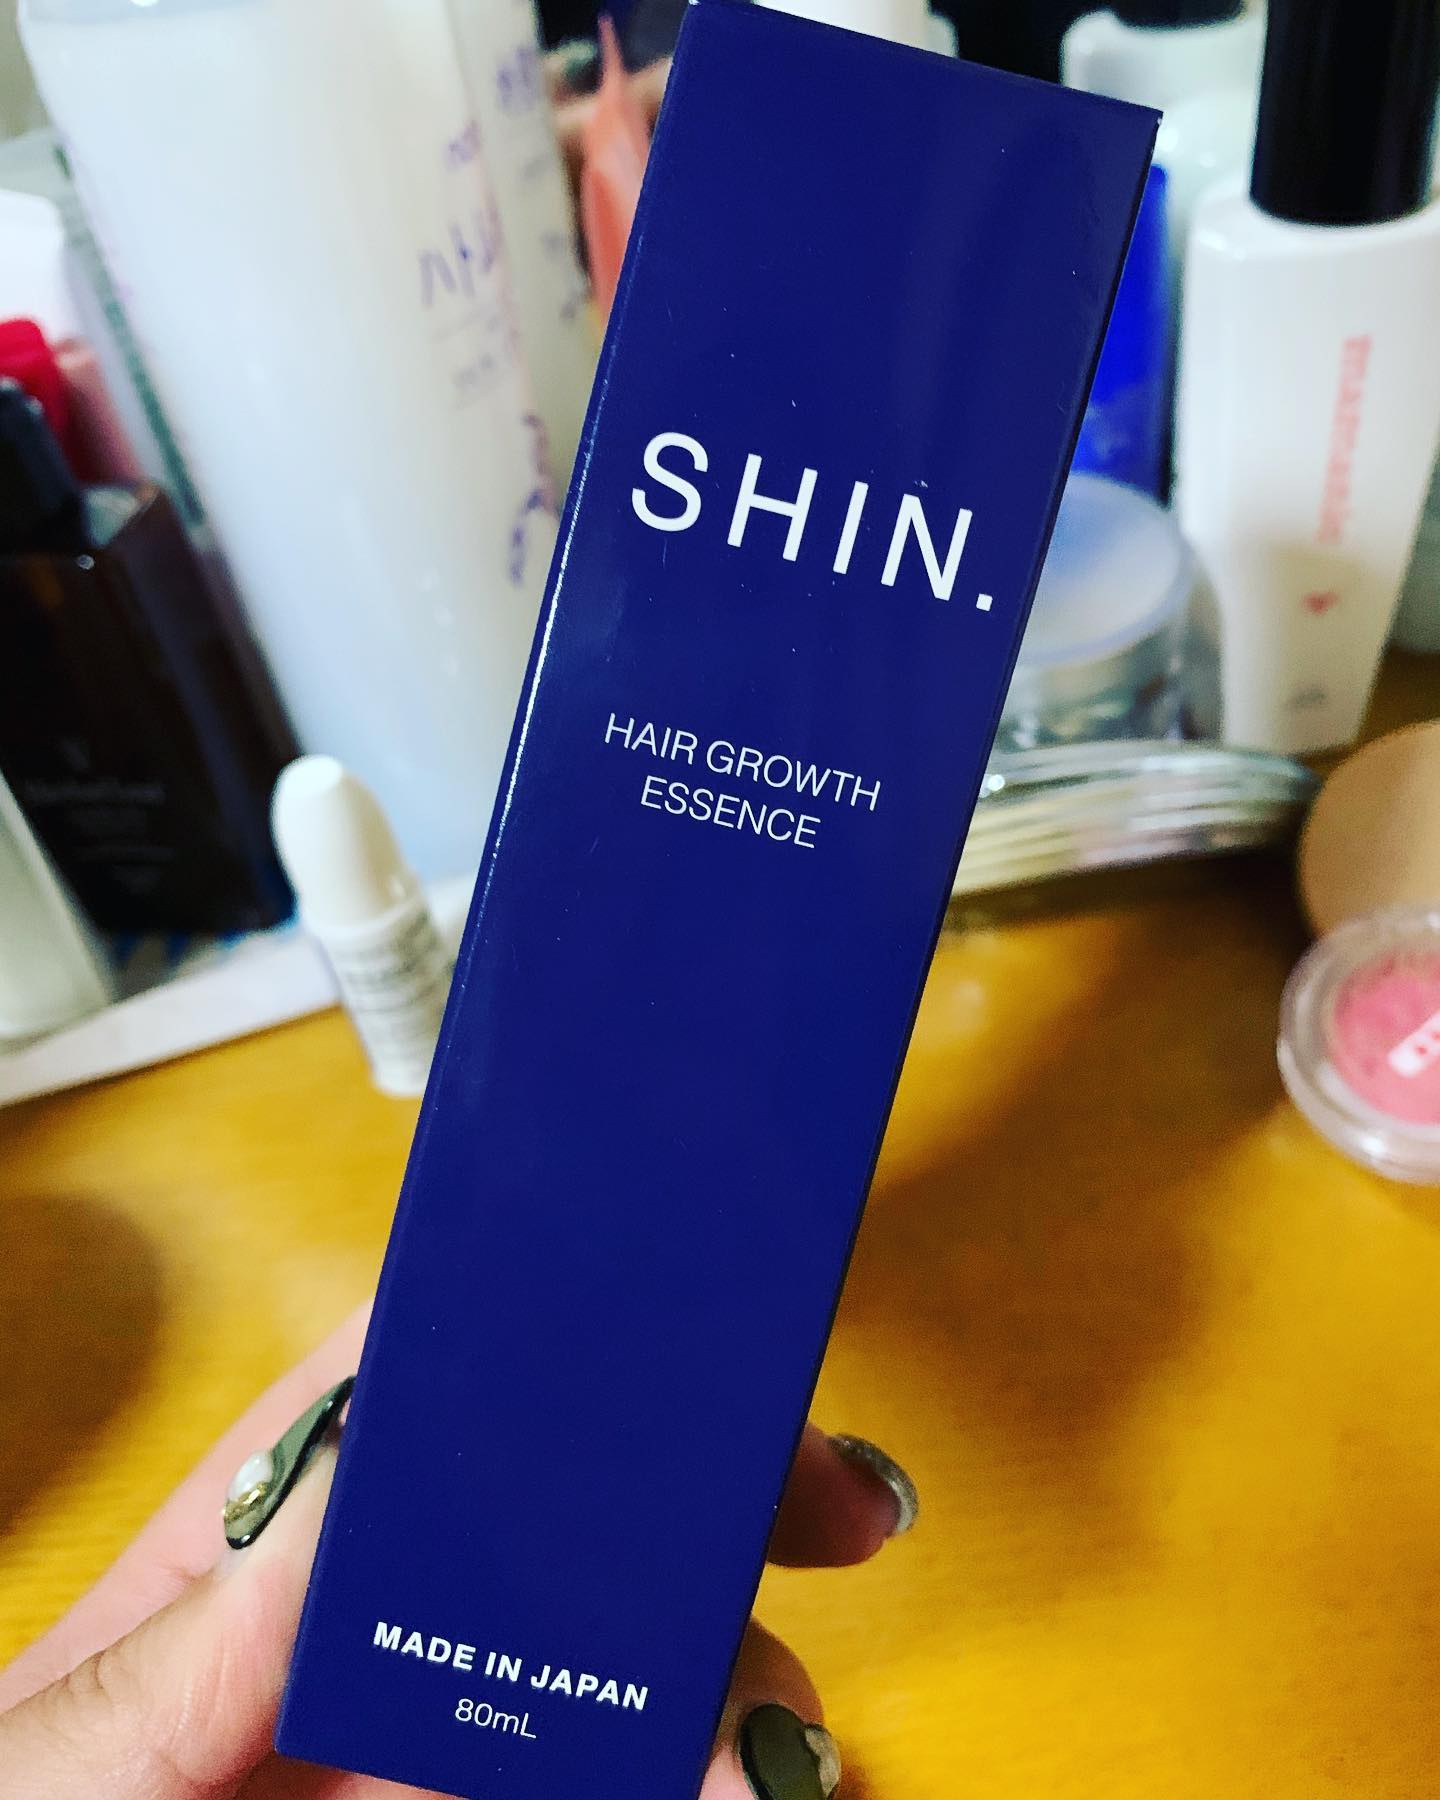 SHIN.
HAIR GROWTH
ESSENCE
MADE IN JAPAN
80mL